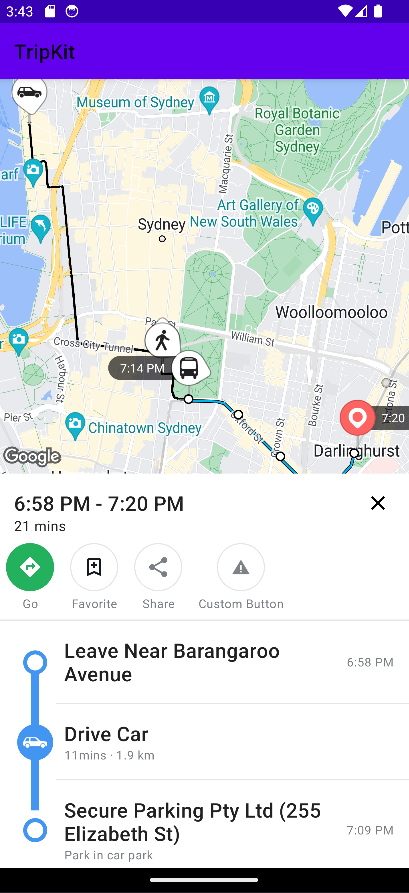 3:43
TripKit
Museum of Sydney
Royal Botanic
Garden
Sydney
Macquarie St
arf
LIFE
rium
Art Gallery of
New South Wales
Sydney
Pott
Woolloomooloo
Cross City Tunnel
William St
7:14 PM
Harbour St
Bourke St
Crown St
Oxford St
7:20
Pier St
Chinatown Sydney
Darlinghurst
Google
6:58 PM - 7:20 PM
21 mins
Go
Favorite
Share
Custom Button
Leave Near Barangaroo
Avenue
6:58 PM
Drive Car
11mins · 1.9 km
Secure Parking Pty Ltd (255
Elizabeth St)
7:09 PM
Park in car park